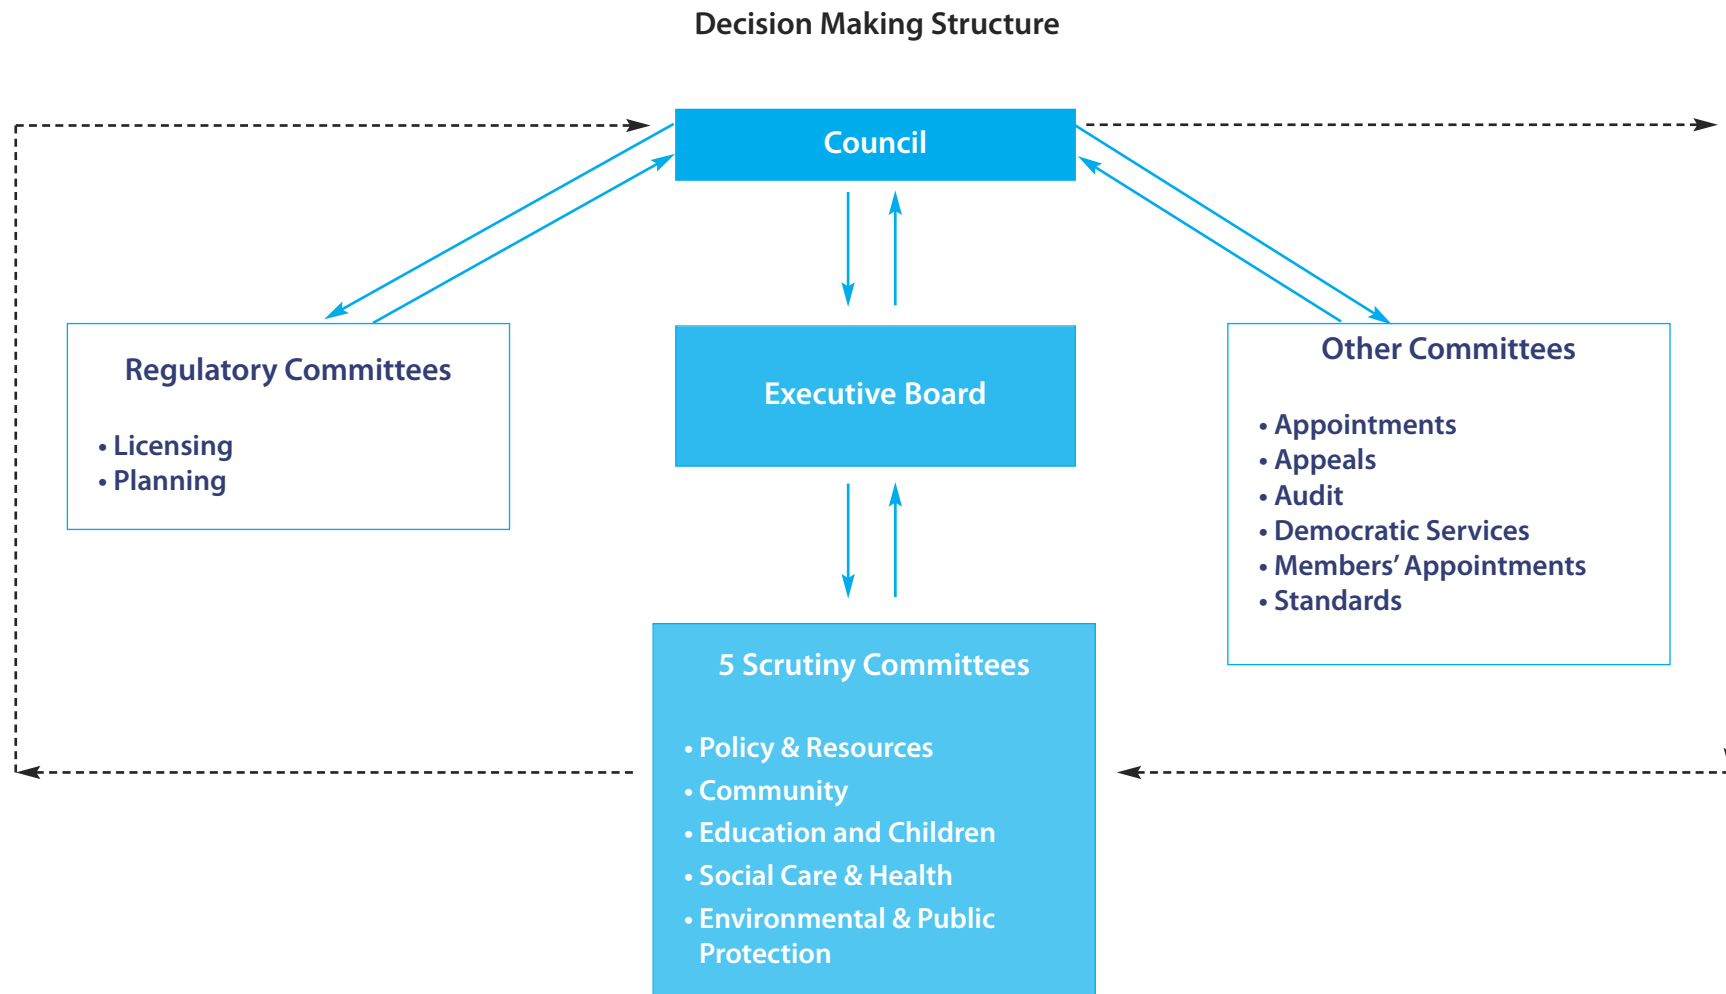 Decision Making Structure
Council
Regulatory Committees
• Licensing
• Planning
Executive Board
Other Committees
• Appointments
• Appeals
• Audit
• Democratic Services
• Members’ Appointments
• Standards
5 Scrutiny Committees
• Policy & Resources
• Community
• Education and Children
• Social Care & Health
• Environmental & Public
Protection